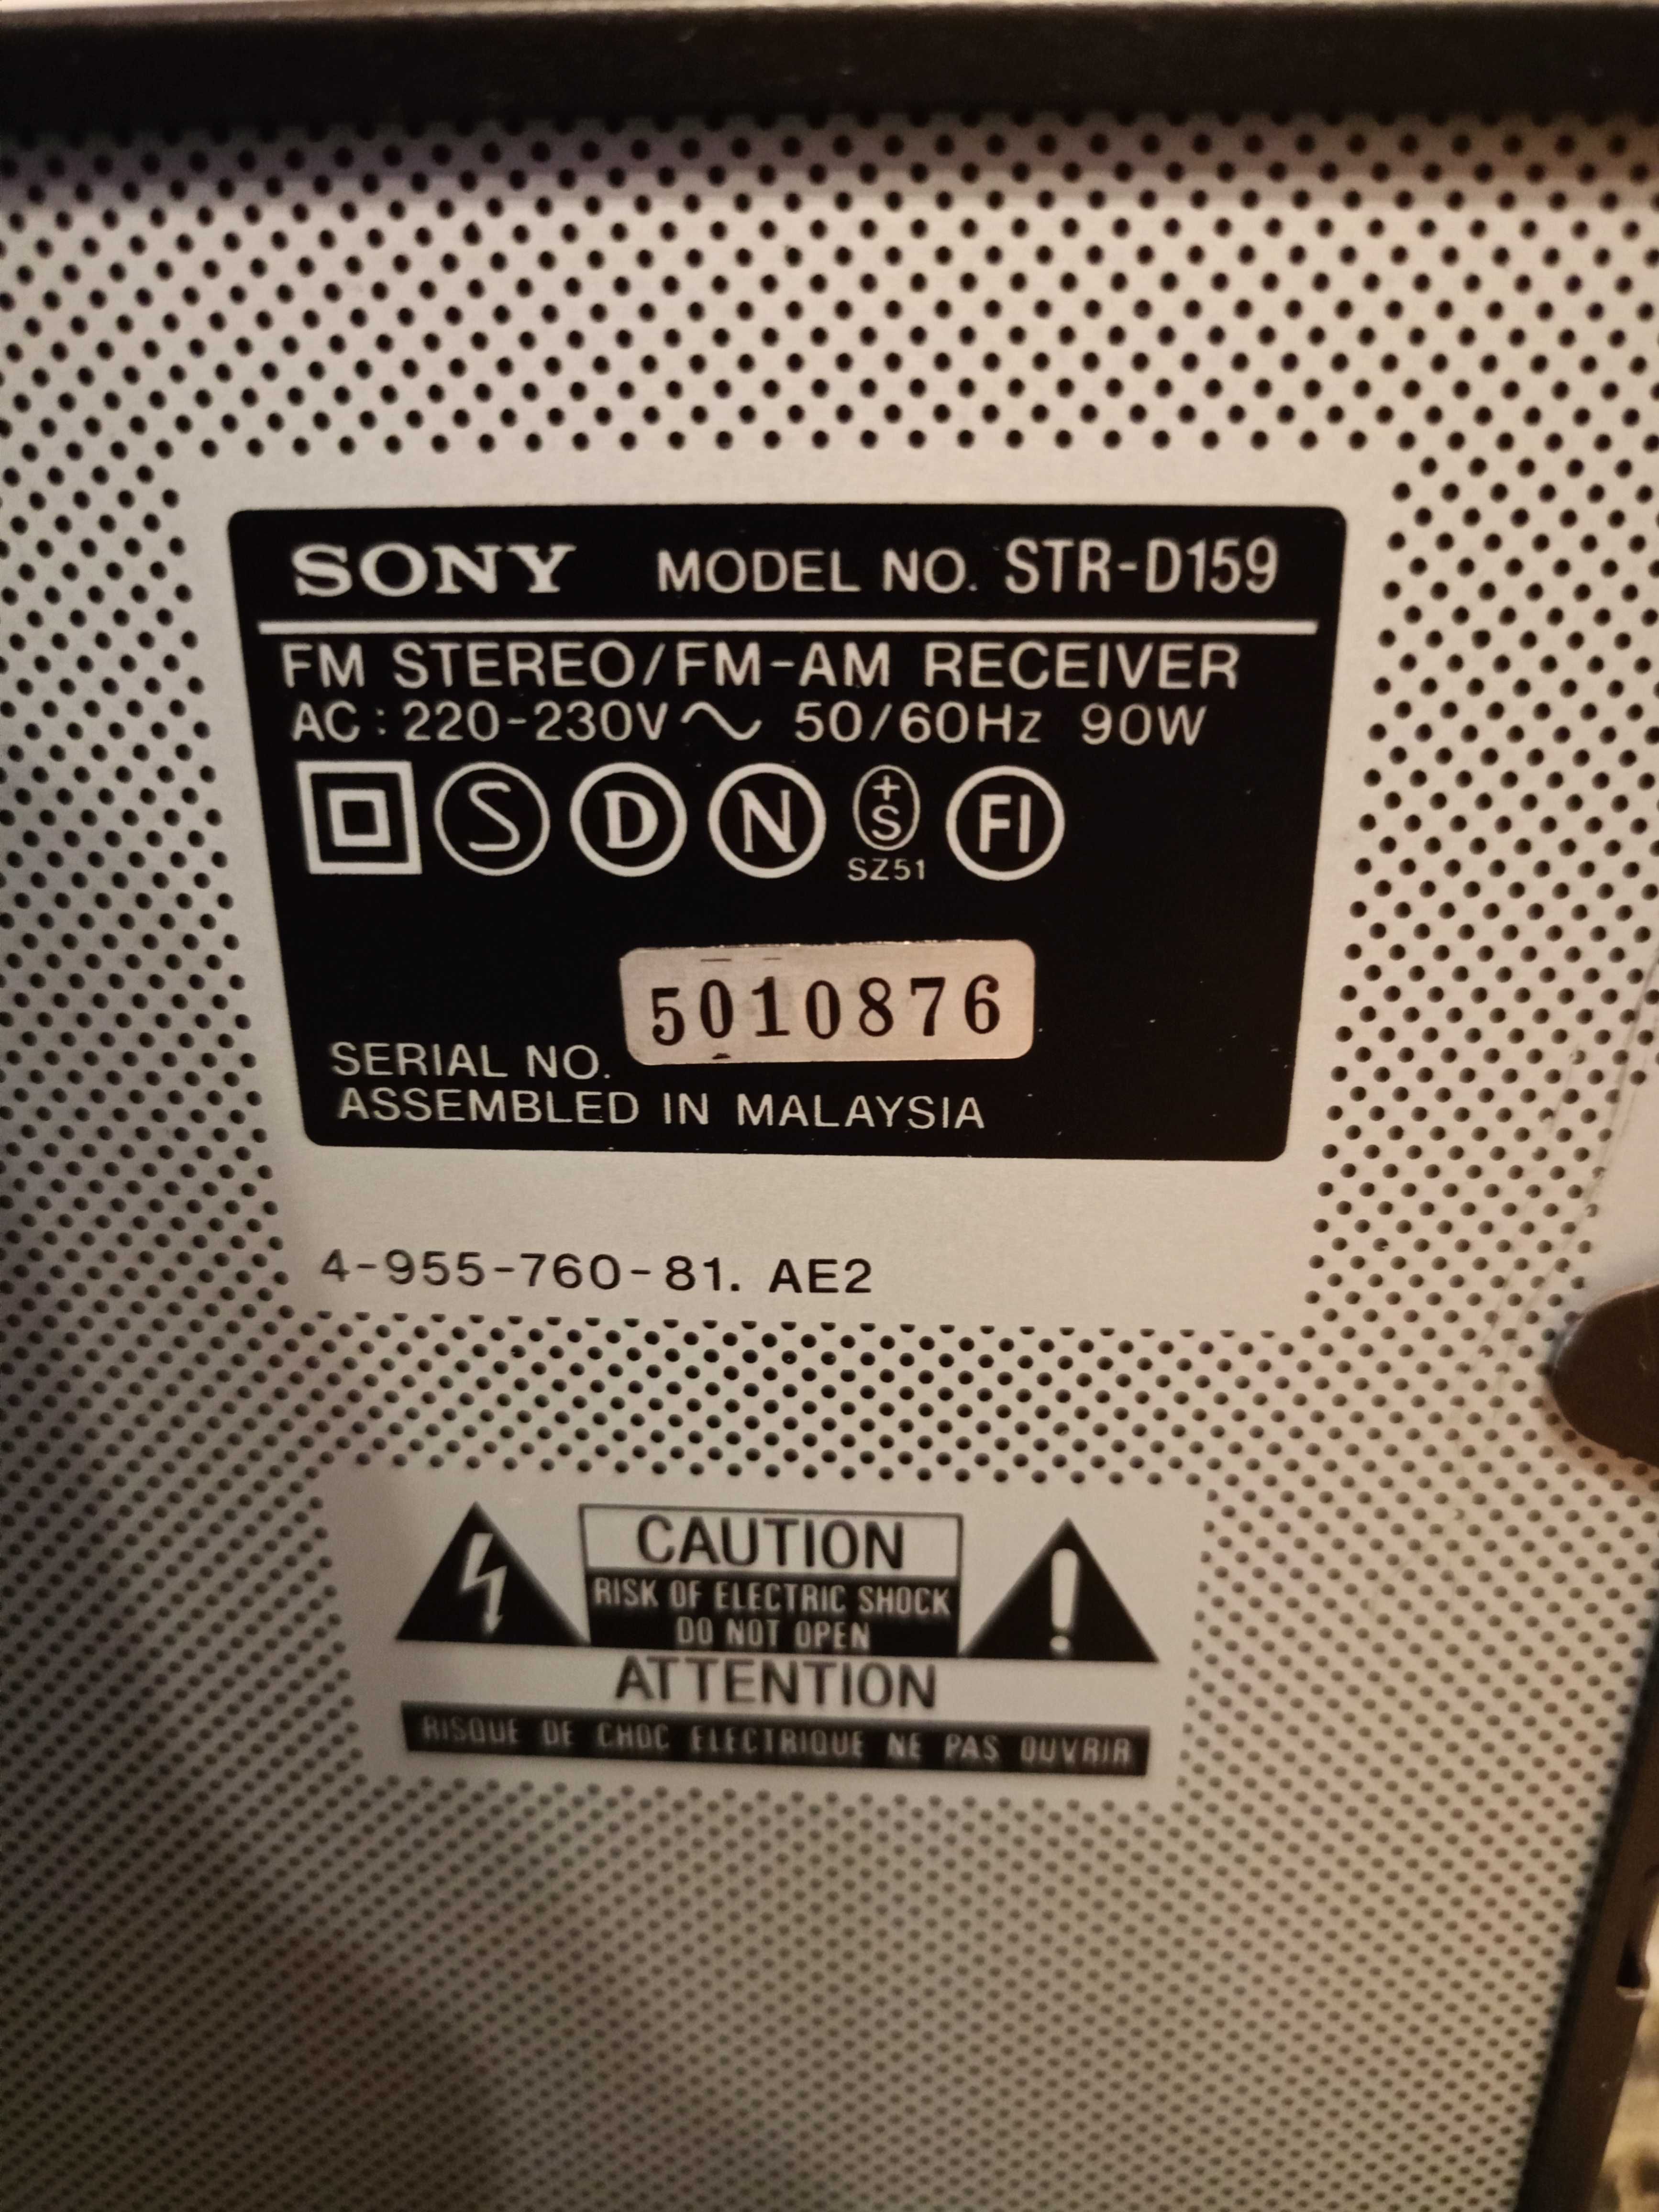 SONY MODEL NO. STR-D159
FM STEREO/FM-AM RECEIVER
AC : 220-230V ~ 50/60Hz 90W
S D N +S FI
SZ51
5010876
SERIAL NO.
ASSEMBLED IN MALAYSIA
4-955-760-81. AE2
CAUTION
RISK OF ELECTRIC SHOCK
DO NOT OPEN
ATTENTION
RISQUE DE CHOC ELECTRIQUE NE PAS OUVRIR